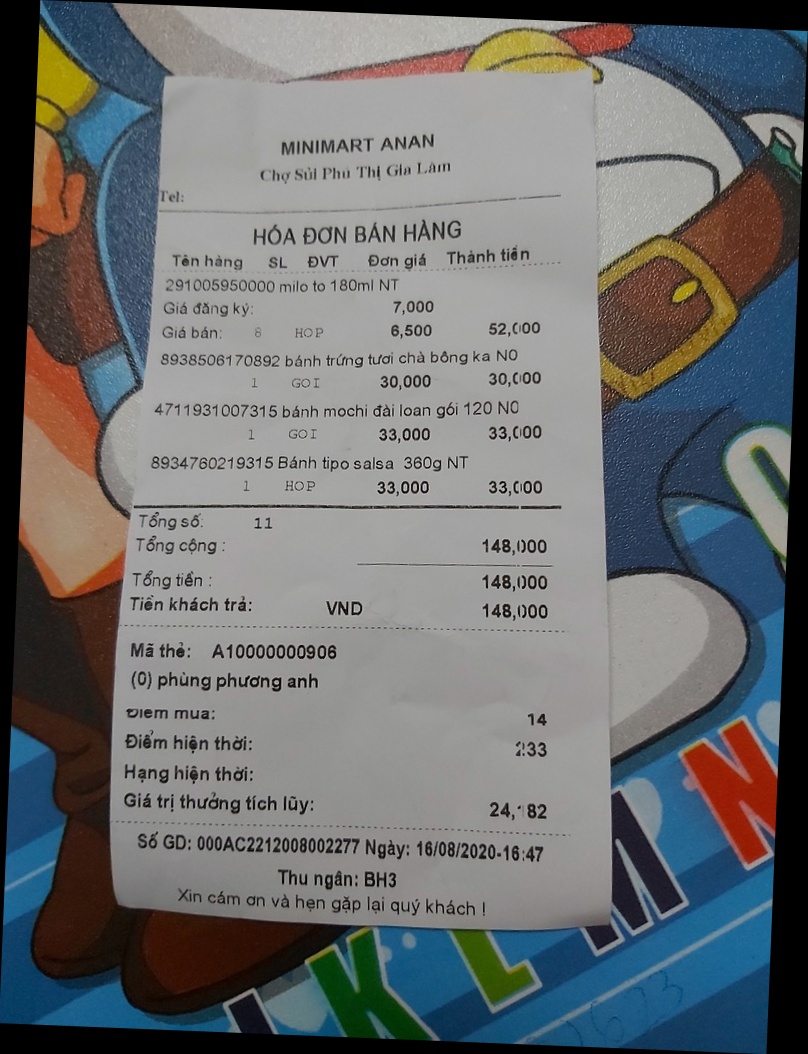 MINIMART ANAN
Chợ Sủi Phú Thị Gia Lâm
Tel:
HÓA ĐƠN BÁN HÀNG
Tên hàng SL ĐVT Đơn giá Thành tiền
291005950000 milo to 180ml NT
Giá đăng ký: 7,000
Giá bán: 8 HOP 6,500 52,000
8938506170892 bánh trứng tươi chà bông ka N0
1 GOI 30,000 30,000
4711931007315 bánh mochi đài loan gói 120 N0
1 GOI 33,000 33,000
8934760219315 Bánh tipo salsa 360g NT
1 HOP 33,000 33,000
Tổng số: 11
Tổng cộng : 148,000
Tổng tiền : 148,000
Tiền khách trả: VND 148,000
Mã thẻ: A10000000906
(0) phùng phương anh
Điểm mua: 14
Điểm hiện thời: 233
Hạng hiện thời:
Giá trị thưởng tích lũy:
Số GD: 000AC2212008002277 Ngày: 16/08/2020-16:47
Thu ngân: BH3
Xin cám ơn và hẹn gặp lại quý khách !
J K L M N O